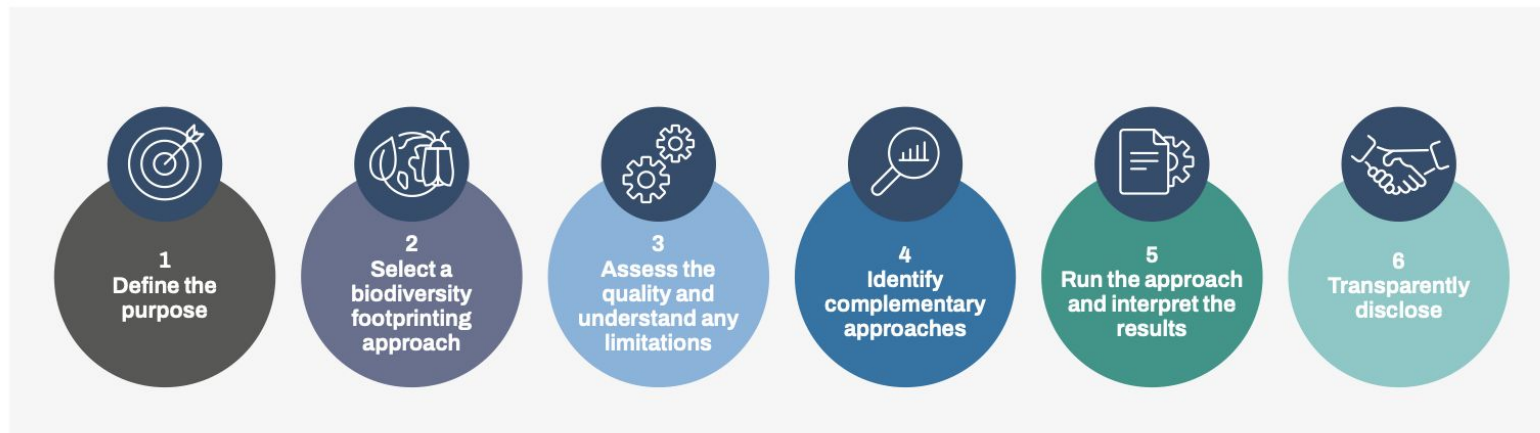 1
Define the
purpose
2
Select a
biodiversity
footprinting
approach
3
Assess the
quality and
understand any
limitations
4
Identify
complementary
approaches
5
Run the approach
and interpret the
results
6
Transparently
disclose